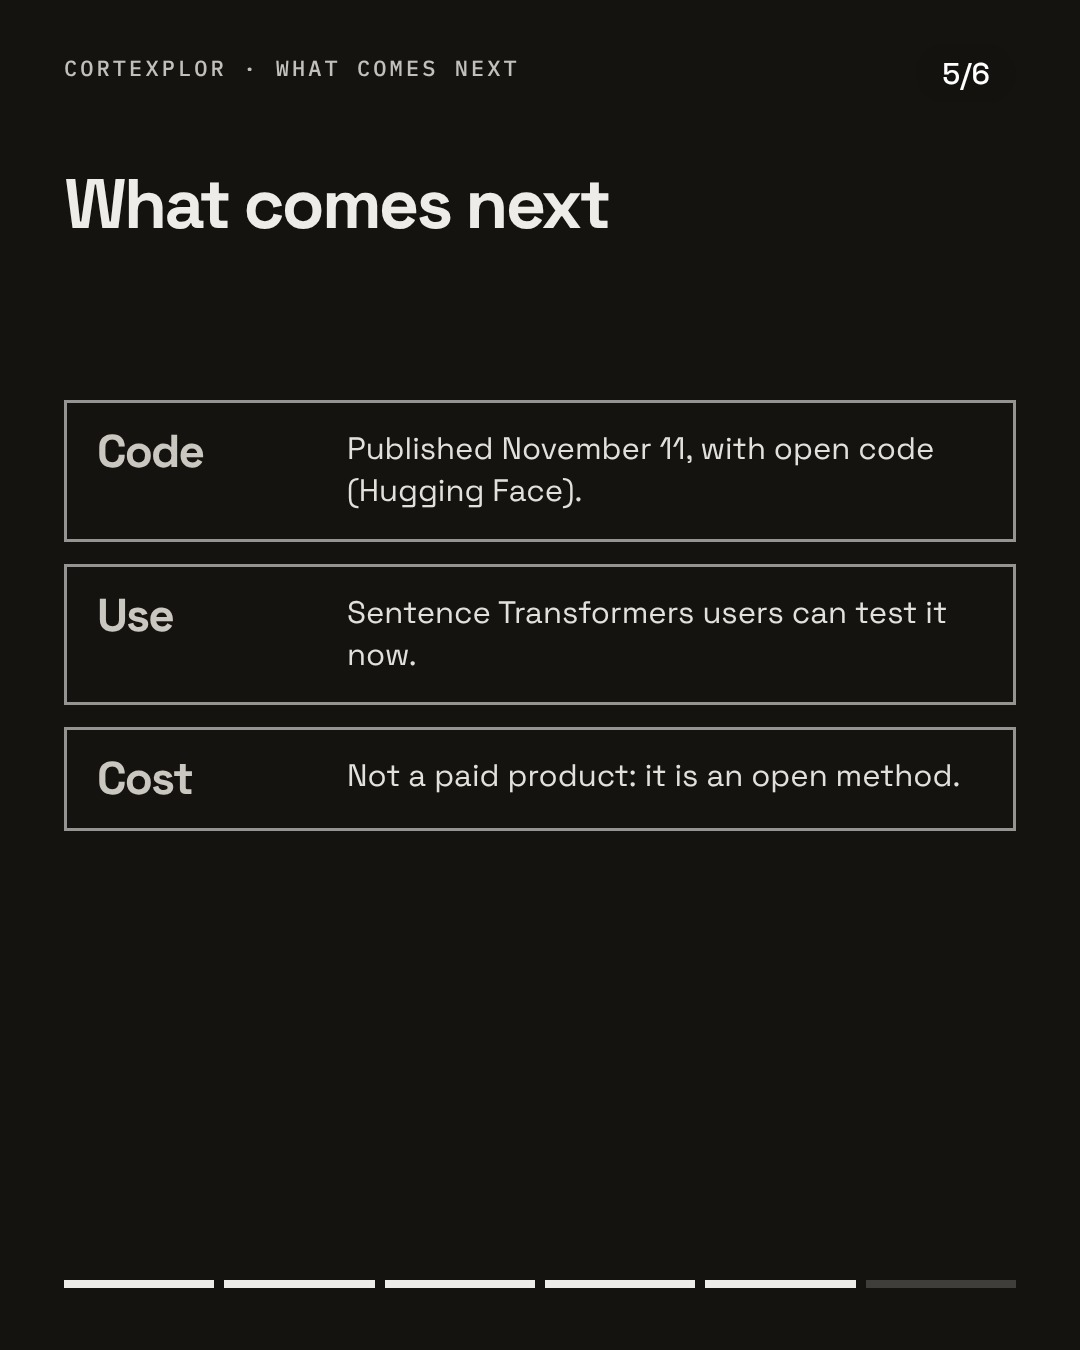 CORTEXPLOR · WHAT COMES NEXT
5/6
What comes next
Code
Published November 11, with open code
(Hugging Face).
Use
Sentence Transformers users can test it
now.
Cost
Not a paid product: it is an open method.